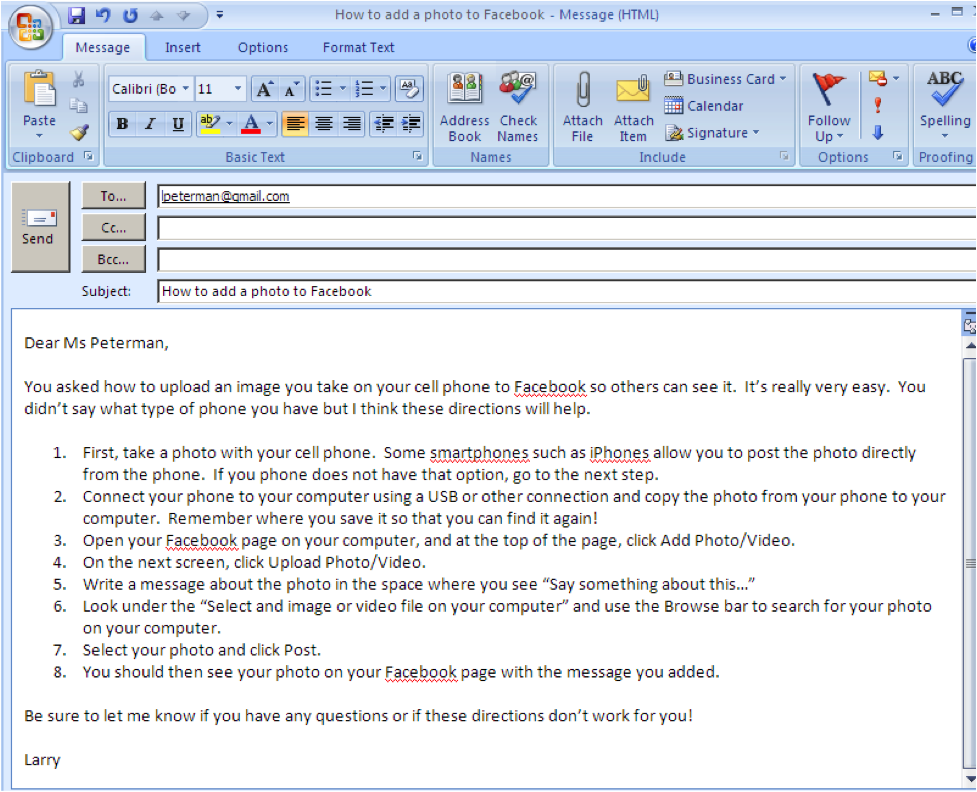 How to add a photo to Facebook - Message (HTML)
Message Insert Options Format Text
Calibri (Bo 11
Business Card
Calendar
Signature
ABC
Paste
B I U ab A
Address Book
Check Names
Attach File
Attach Item
Follow Up
Spelling
Clipboard Basic Text Names Include Options Proofing
To... lpeterman@gmail.com
Send
Cc...
Bcc...
Subject: How to add a photo to Facebook
Dear Ms Peterman,
You asked how to upload an image you take on your cell phone to Facebook so others can see it. It's really very easy. You
didn't say what type of phone you have but I think these directions will help.
1. First, take a photo with your cell phone. Some smartphones such as iPhones allow you to post the photo directly
from the phone. If you phone does not have that option, go to the next step.
2. Connect your phone to your computer using a USB or other connection and copy the photo from your phone to your
computer. Remember where you save it so that you can find it again!
3. Open your Facebook page on your computer, and at the top of the page, click Add Photo/Video.
4. On the next screen, click Upload Photo/Video.
5. Write a message about the photo in the space where you see “Say something about this…”
6. Look under the “Select and image or video file on your computer” and use the Browse bar to search for your photo
on your computer.
7. Select your photo and click Post.
8. You should then see your photo on your Facebook page with the message you added.
Be sure to let me know if you have any questions or if these directions don't work for you!
Larry